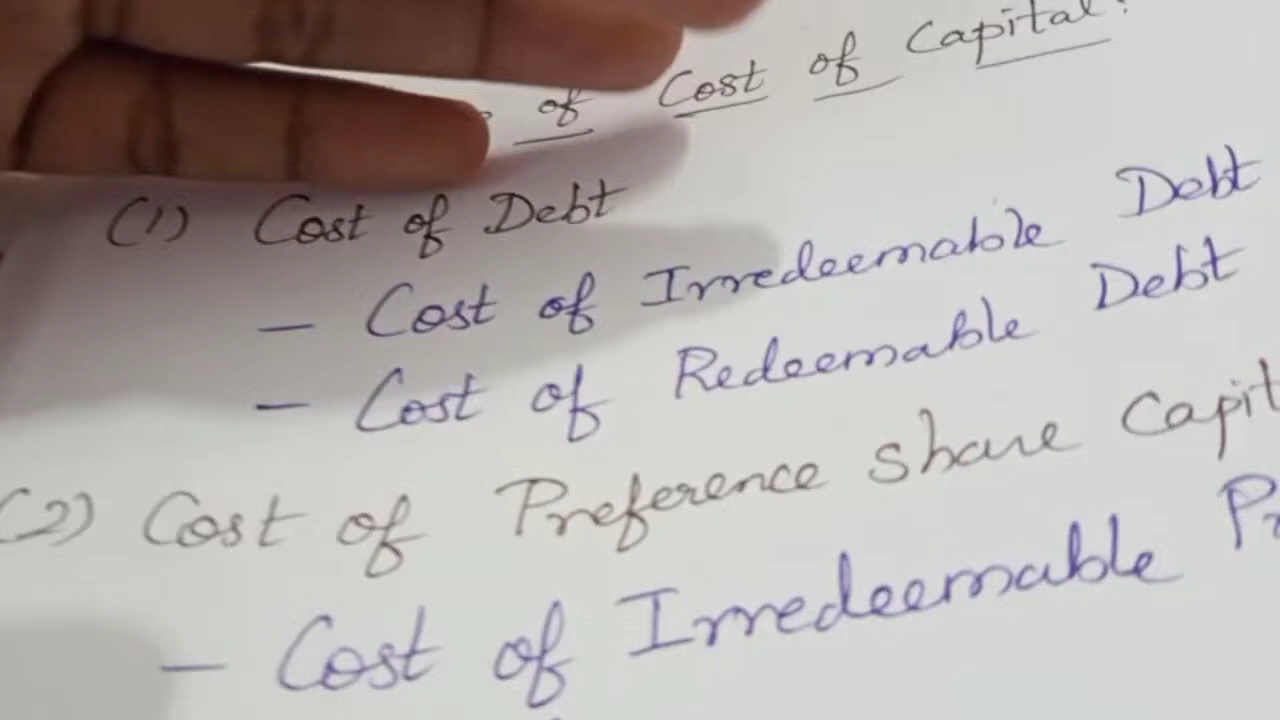 of Cost of Capital:
(1) Cost of Debt
- Cost of Irredeemable Debt
- Cost of Redeemable Debt
(2) Cost of Preference share
- Cost of Irredeemable